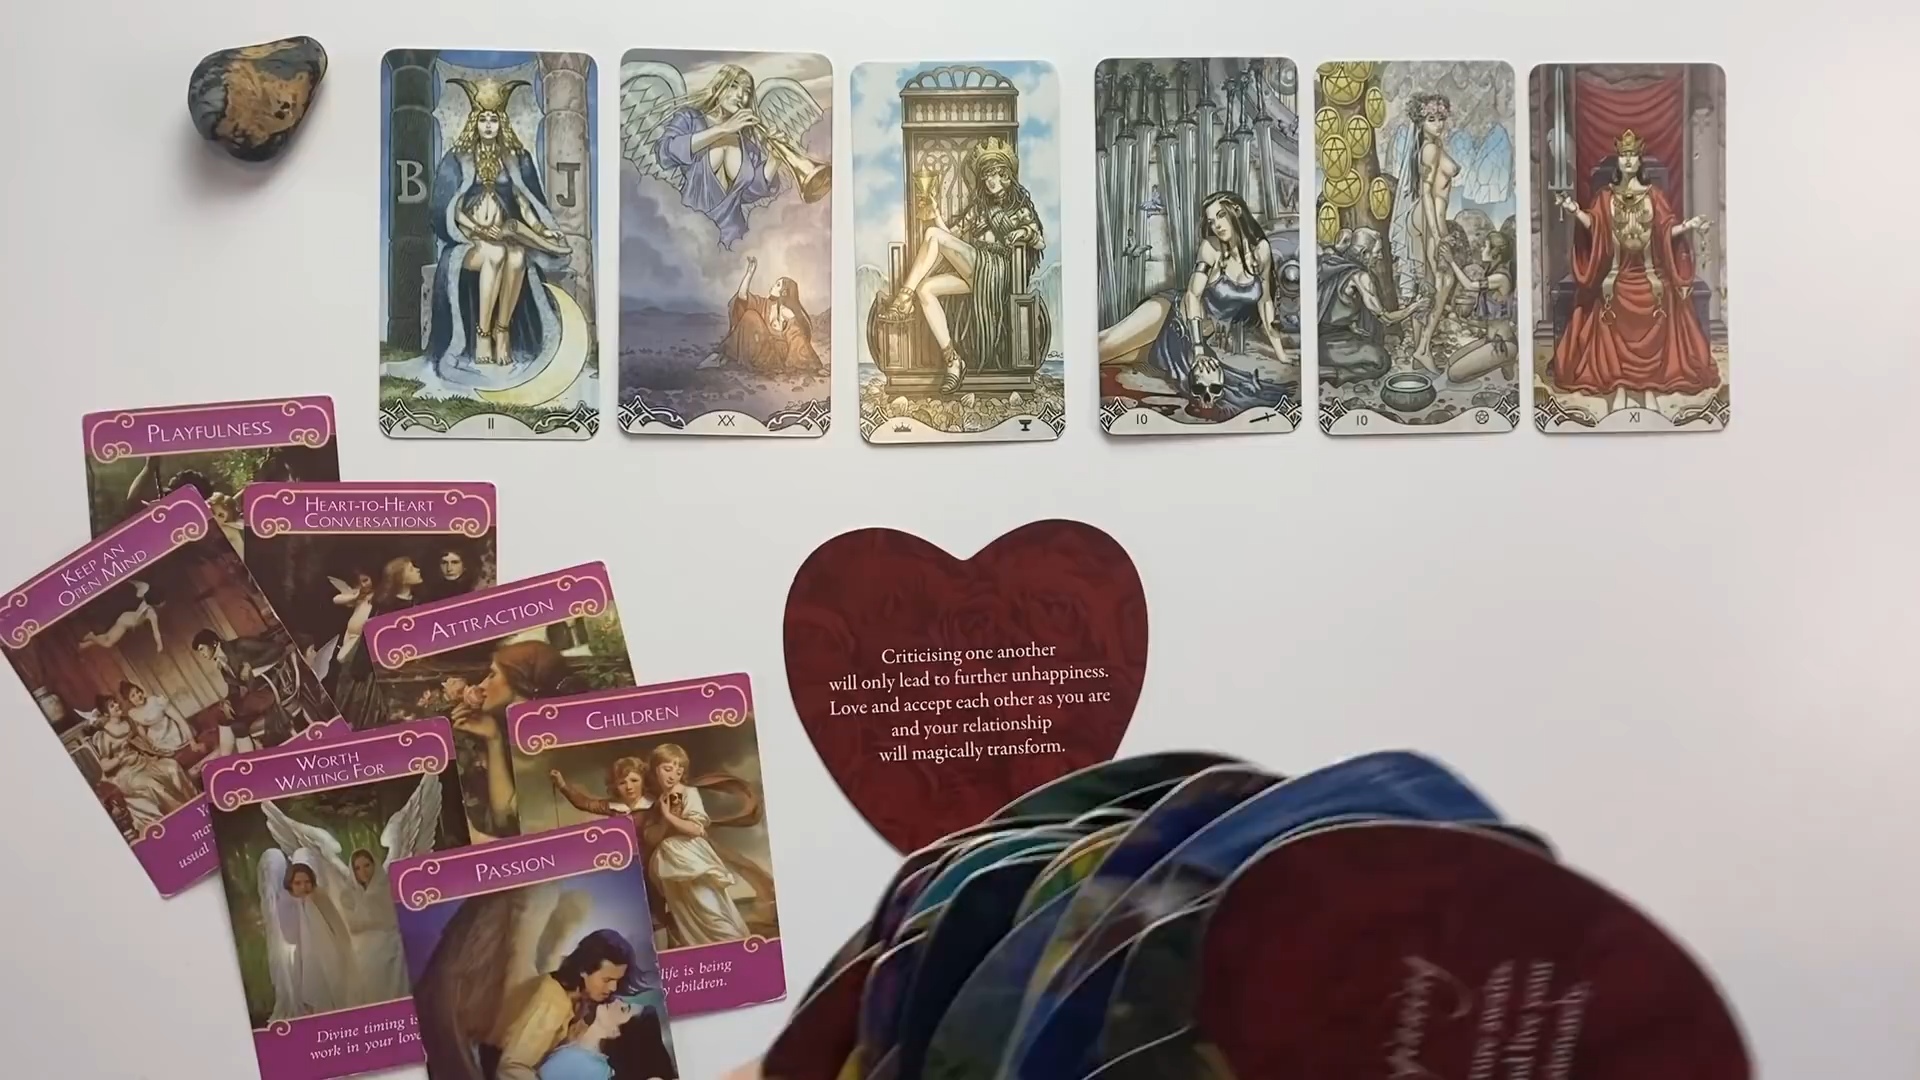 B
J
II
XX
10
10
XI
PLAYFULNESS
HEART-TO-HEART
CONVERSATIONS
KEEP AN
OPEN MIND
ATTRACTION
CHILDREN
WORTH
WAITING FOR
PASSION
usual
life is being
children.
Divine timing is
work in your love
Criticising one another
will only lead to further unhappiness.
Love and accept each other as you are
and your relationship
will magically transform.